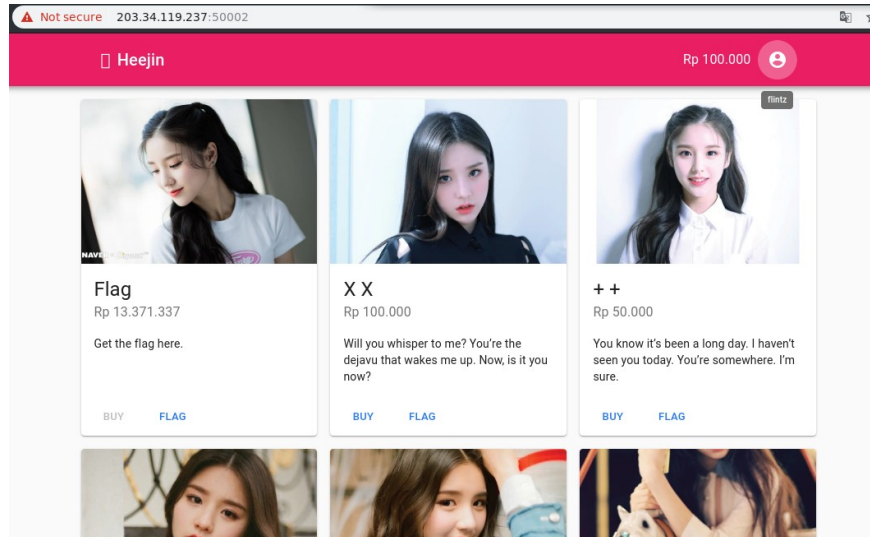 Not secure 203.34.119.237:50002
Heejin
Rp 100.000
flintz
Flag
Rp 13.371.337
Get the flag here.
BUY FLAG
X X
Rp 100.000
Will you whisper to me? You're the
dejavu that wakes me up. Now, is it you
now?
BUY FLAG
+ +
Rp 50.000
You know it's been a long day. I haven't
seen you today. You're somewhere. I'm
sure.
BUY FLAG